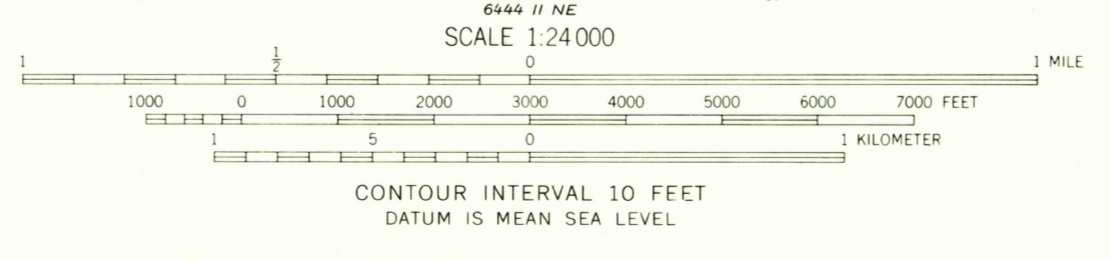 6444 II NE
SCALE 1:24 000
1 1/2 0 1 MILE
1000 0 1000 2000 3000 4000 5000 6000 7000 FEET
1 5 0 1 KILOMETER
CONTOUR INTERVAL 10 FEET
DATUM IS MEAN SEA LEVEL